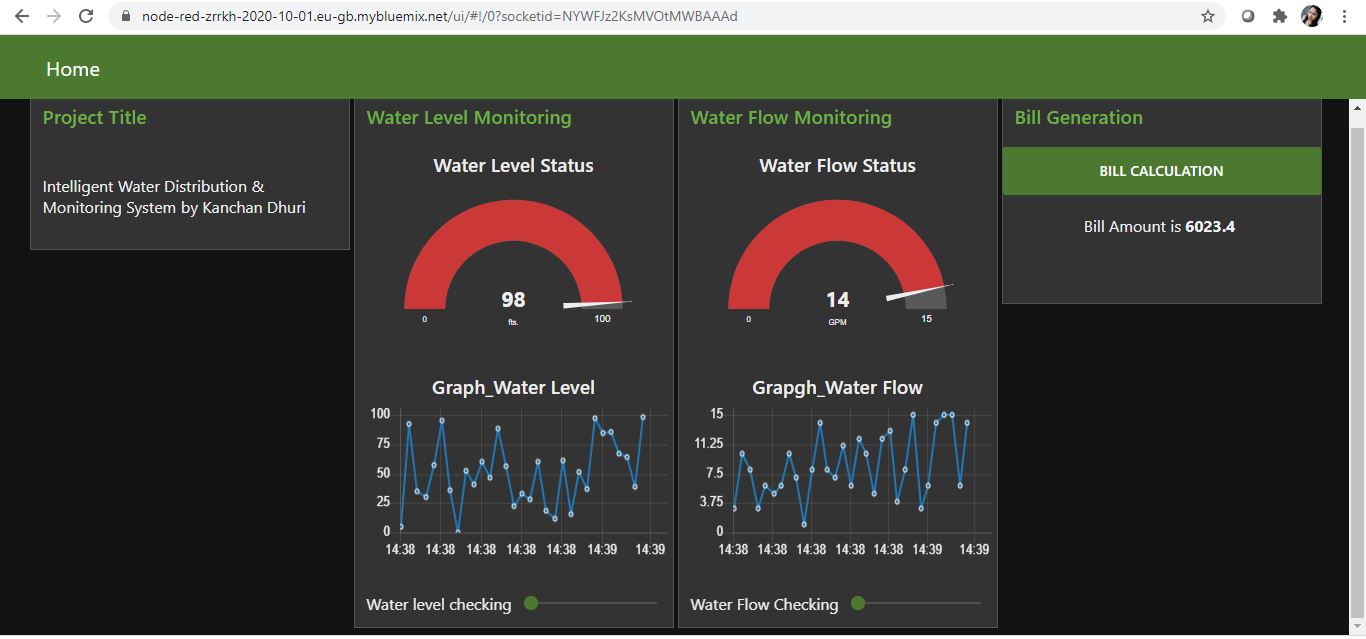 node-red-zrrkh-2020-10-01.eu-gb.mybluemix.net/ui/#!/0?socketid=NYWFJz2KsMVOtMWBAAAd
Home
Project Title
Intelligent Water Distribution &
Monitoring System by Kanchan Dhuri
Water Level Monitoring
Water Level Status
98
fts.
0
100
Graph_Water Level
100
75
50
25
0
14:38 14:38 14:38 14:38 14:38 14:39 14:39
Water level checking
Water Flow Monitoring
Water Flow Status
14
GPM
0
15
Grapgh_Water Flow
15
11.25
7.5
3.75
0
14:38 14:38 14:38 14:38 14:38 14:39 14:39
Water Flow Checking
Bill Generation
BILL CALCULATION
Bill Amount is 6023.4